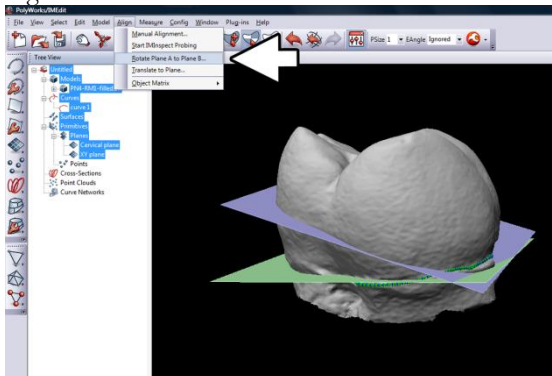 PolyWorks/IMEdit
File View Select Edit Model Align Measure Config Window Plug-ins Help
PSize 1 EAngle Ignored
Manual Alignment...
Start IMInspect Probing
Rotate Plane A to Plane B...
Translate to Plane...
Object Matrix
Tree View
Untitled
Models
Curves
curve 1
Surfaces
Primitives
Planes
Cervical plane
XY plane
Points
Cross-Sections
Point Clouds
Curve Networks